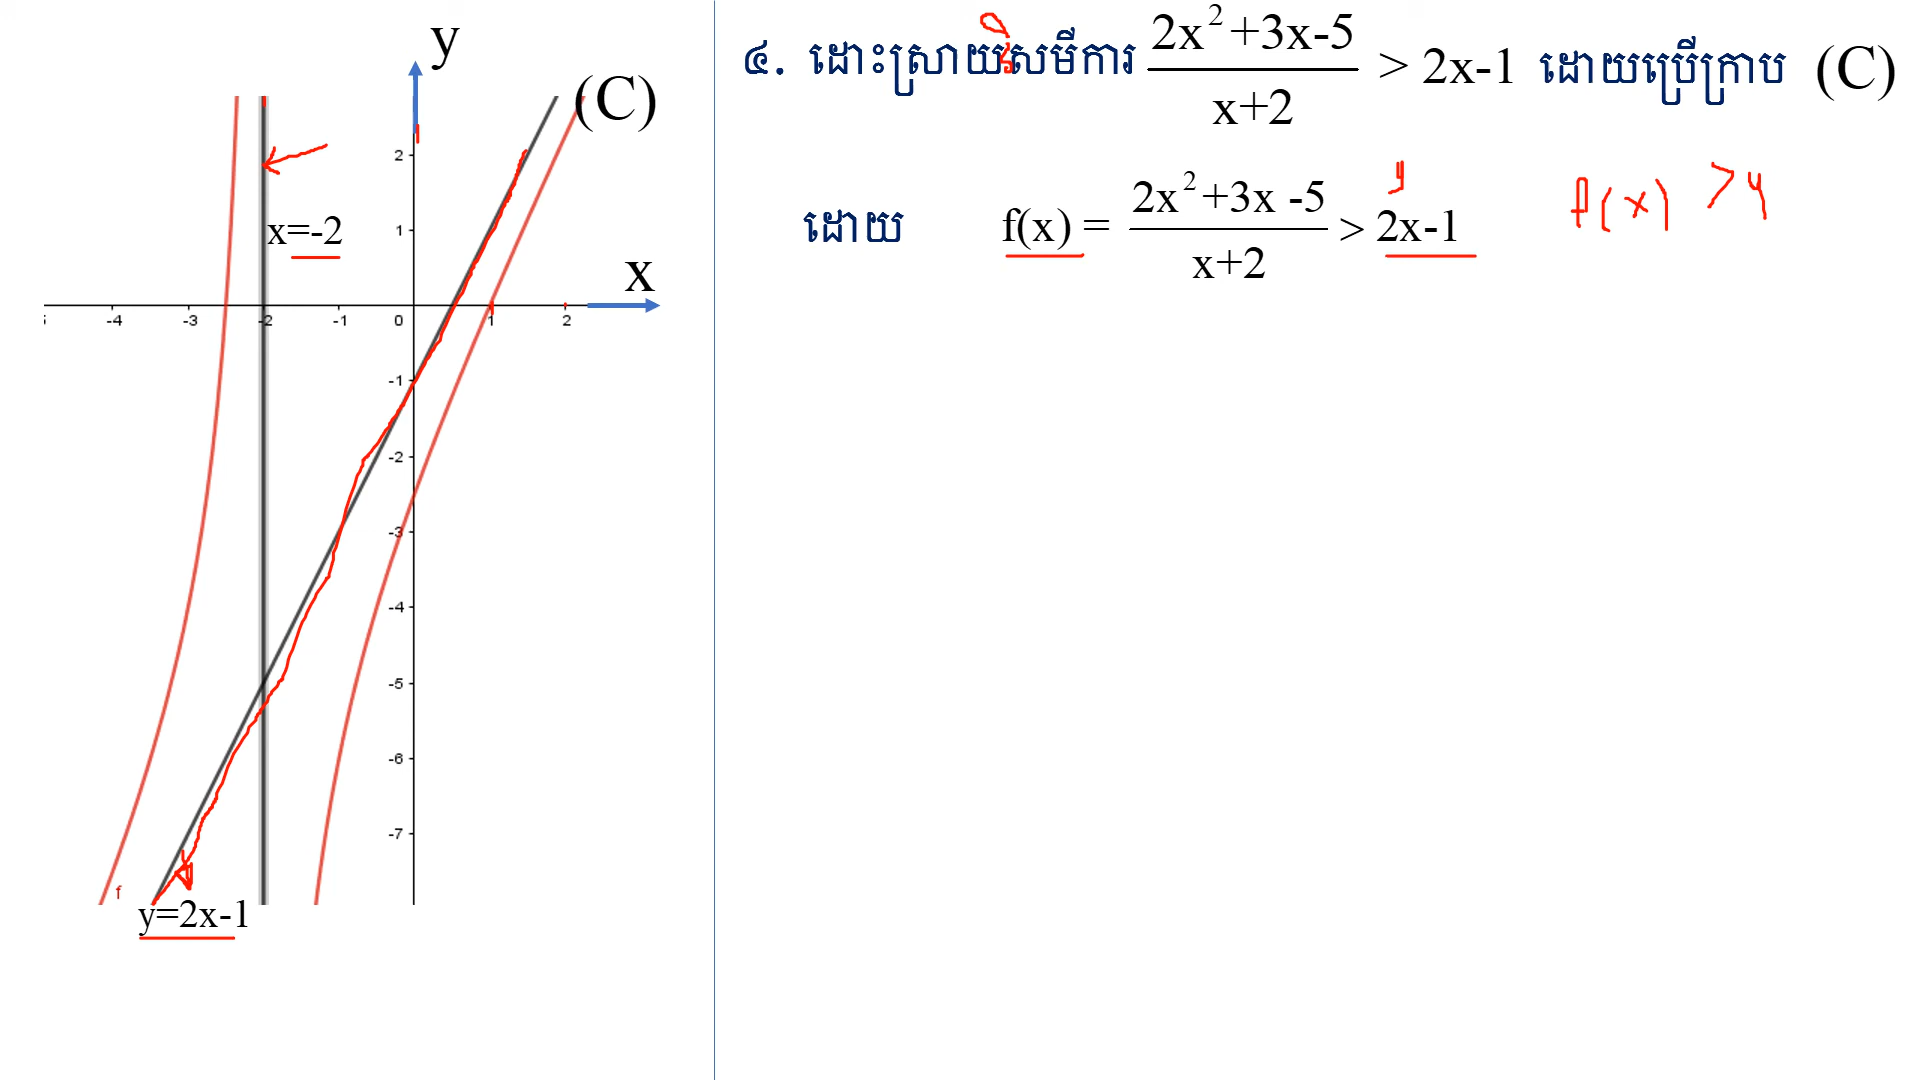 y
(C)
x=-2
x
-4 -3 -2 -1 0 1 2
2
1
-1
-2
-3
-4
-5
-6
-7
f
y=2x-1
៤. ដោះស្រាយវិសមីការ (2x²+3x-5)/(x+2) > 2x-1 ដោយប្រើក្រាប (C)
ដោយ f(x) = (2x²+3x -5)/(x+2) > 2x-1
y
f(x) > y